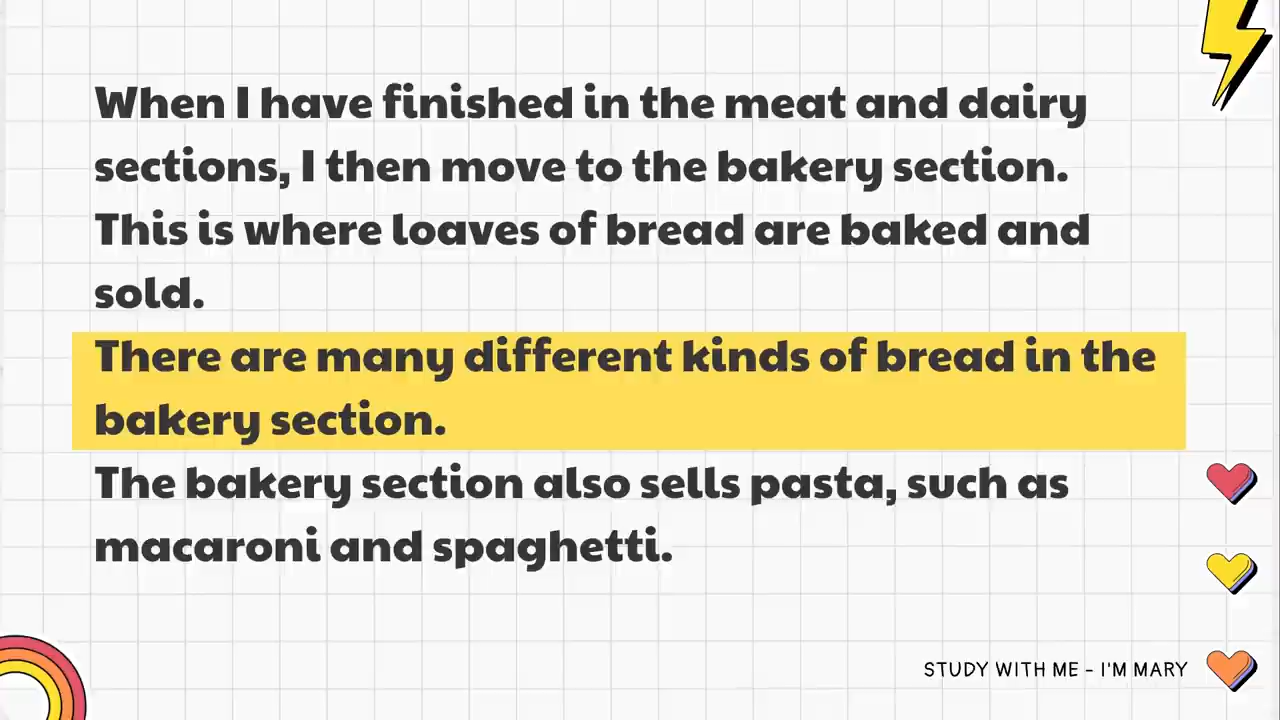 When I have finished in the meat and dairy
sections, I then move to the bakery section.
This is where loaves of bread are baked and
sold.
There are many different kinds of bread in the
bakery section.
The bakery section also sells pasta, such as
macaroni and spaghetti.
STUDY WITH ME - I'M MARY